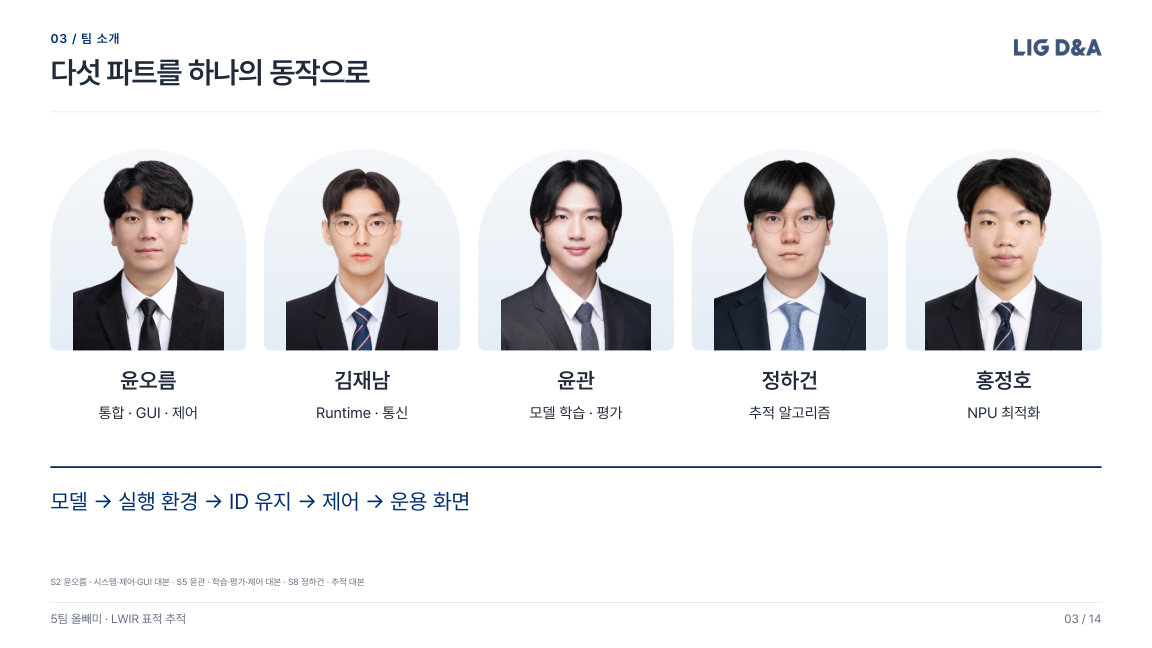 03 / 팀 소개
다섯 파트를 하나의 동작으로
LIG D&A
윤오름
김재남
윤관
정하건
홍정호
통합 · GUI · 제어
Runtime · 통신
모델 학습 · 평가
추적 알고리즘
NPU 최적화
모델 → 실행 환경 → ID 유지 → 제어 → 운용 화면
S2 윤오름 · 시스템·제어·GUI 대본 · S5 윤관 · 학습·평가·제어 대본 · S8 정하건 · 추적 대본
5팀 올빼미 · LWIR 표적 추적
03 / 14